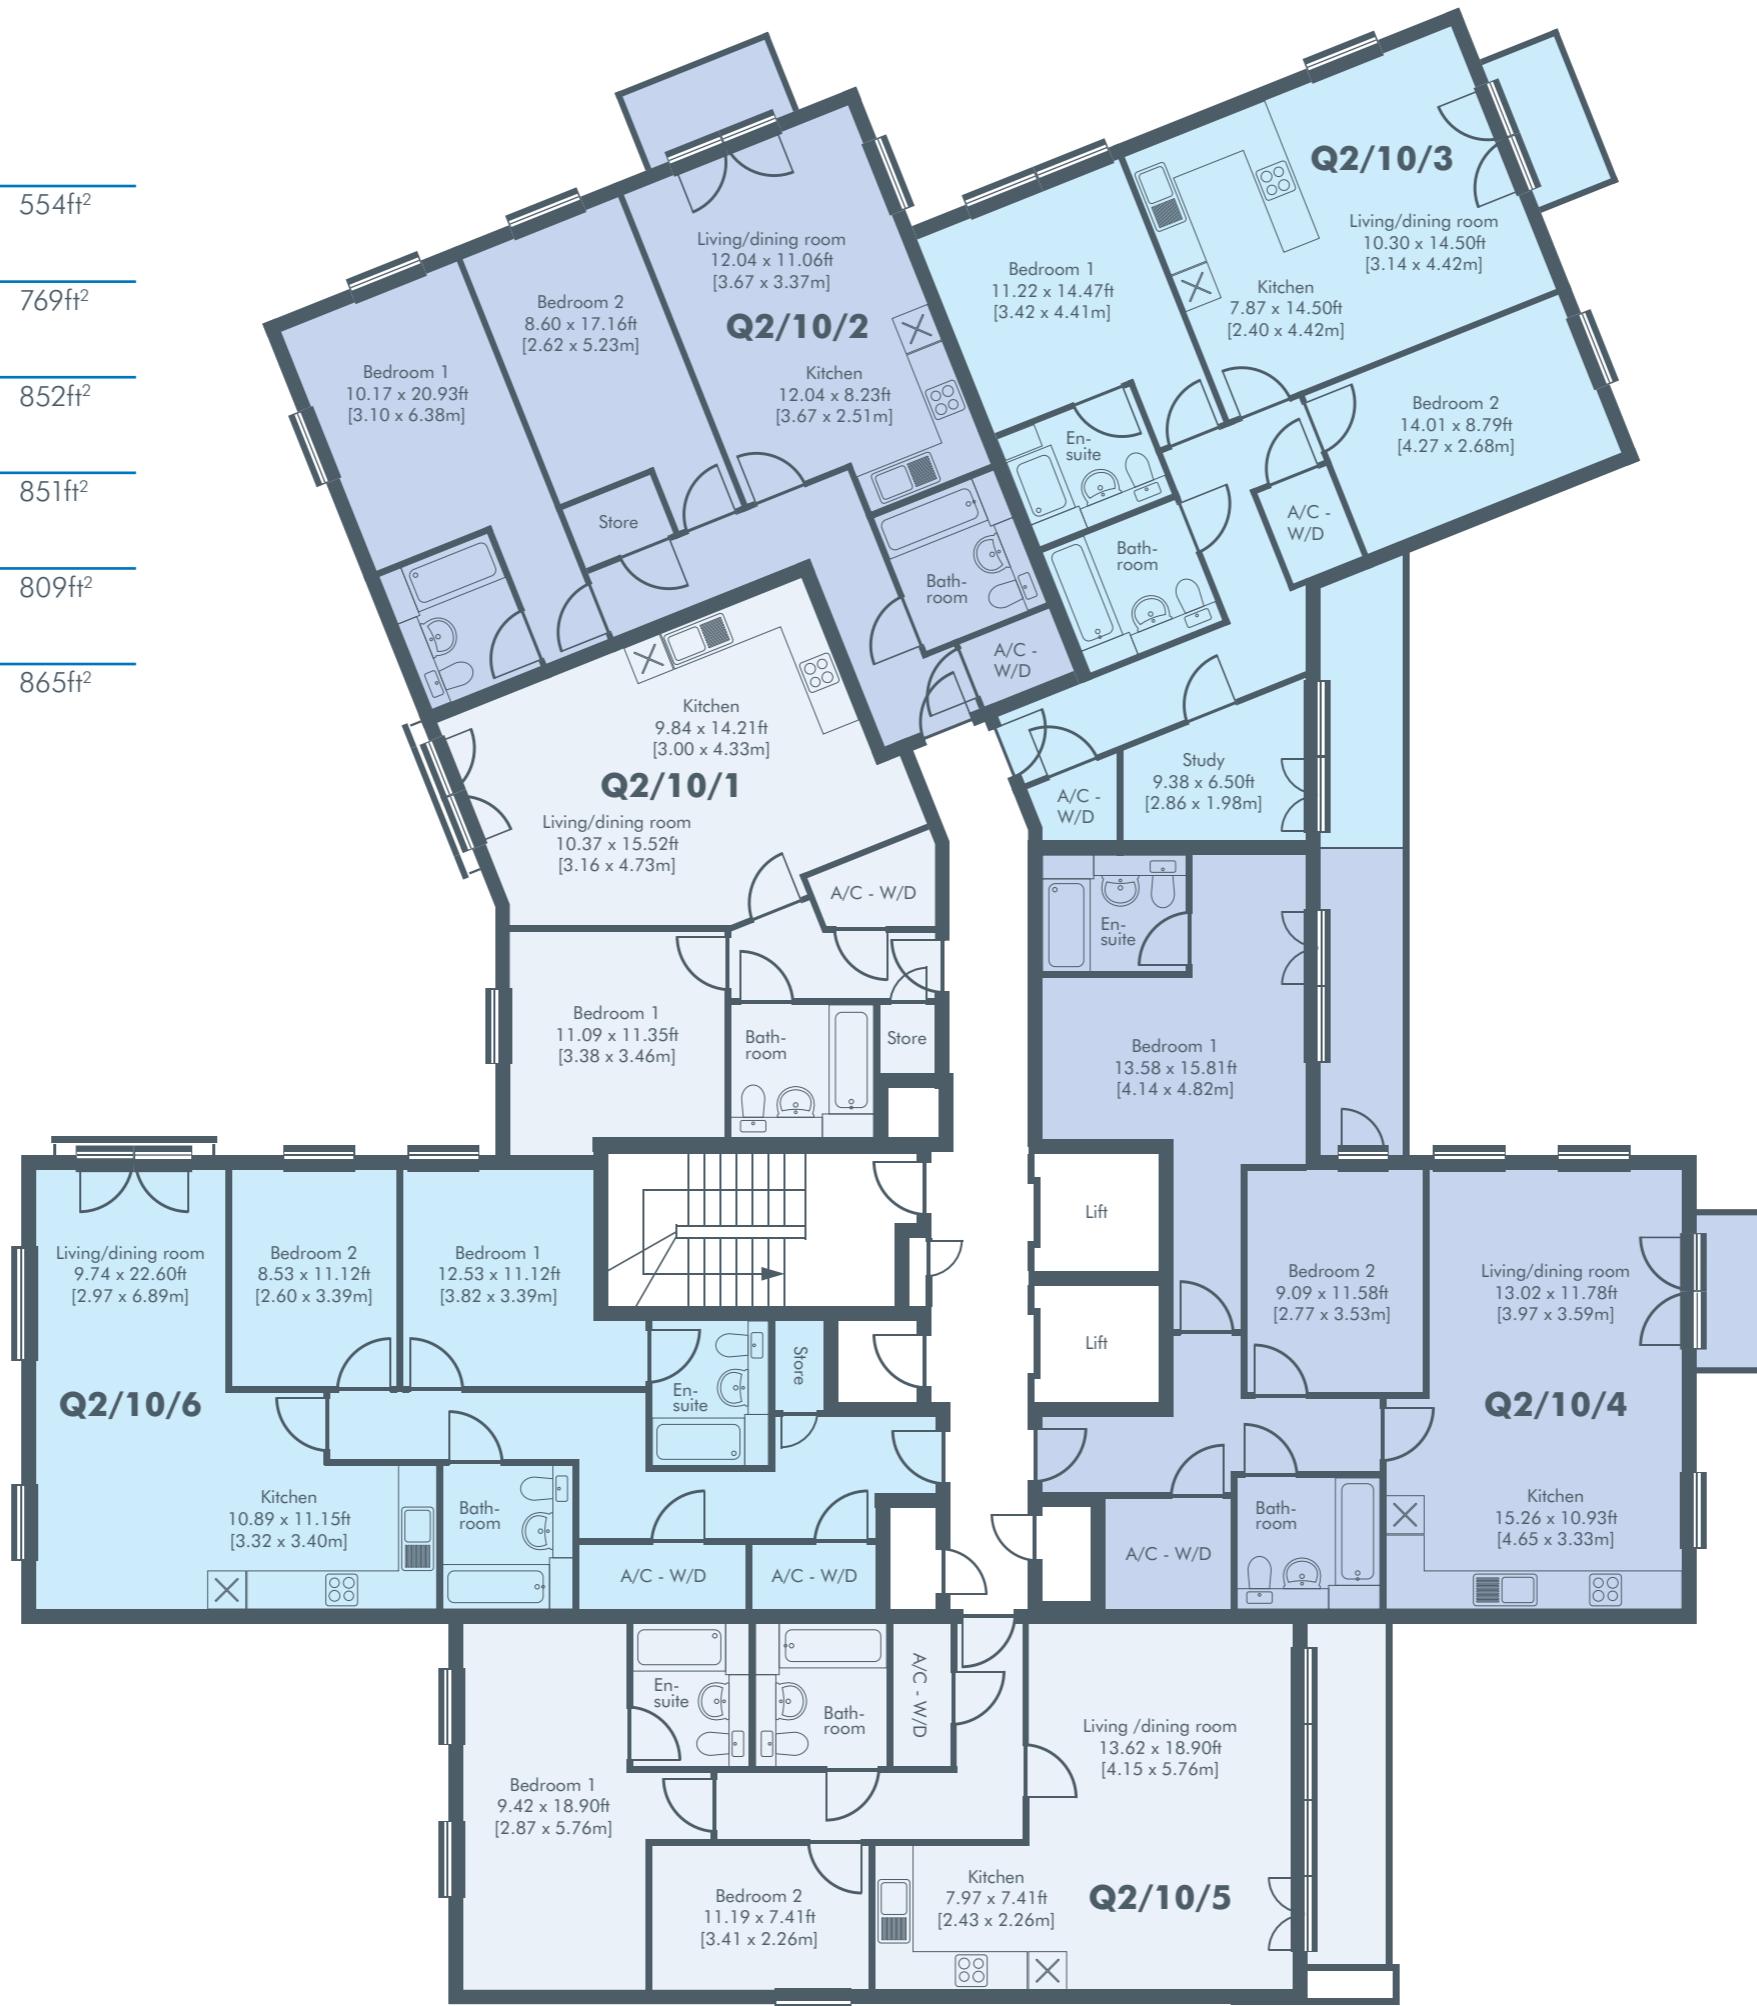 554ft²
769ft²
852ft²
851ft²
809ft²
865ft²
Q2/10/3
Living/dining room
10.30 x 14.50ft
[3.14 x 4.42m]
Kitchen
7.87 x 14.50ft
[2.40 x 4.42m]
Bedroom 1
11.22 x 14.47ft
[3.42 x 4.41m]
Bedroom 2
14.01 x 8.79ft
[4.27 x 2.68m]
En-
suite
Bath-
room
A/C -
W/D
Study
9.38 x 6.50ft
[2.86 x 1.98m]
A/C -
W/D
Living/dining room
12.04 x 11.06ft
[3.67 x 3.37m]
Q2/10/2
Kitchen
12.04 x 8.23ft
[3.67 x 2.51m]
Bedroom 2
8.60 x 17.16ft
[2.62 x 5.23m]
Bedroom 1
10.17 x 20.93ft
[3.10 x 6.38m]
Store
Bath-
room
A/C -
W/D
Kitchen
9.84 x 14.21ft
[3.00 x 4.33m]
Q2/10/1
Living/dining room
10.37 x 15.52ft
[3.16 x 4.73m]
A/C - W/D
Bedroom 1
11.09 x 11.35ft
[3.38 x 3.46m]
Bath-
room
Store
En-
suite
Bedroom 1
13.58 x 15.81ft
[4.14 x 4.82m]
Lift
Lift
Bedroom 2
9.09 x 11.58ft
[2.77 x 3.53m]
Living/dining room
13.02 x 11.78ft
[3.97 x 3.59m]
Q2/10/4
Kitchen
15.26 x 10.93ft
[4.65 x 3.33m]
Bath-
room
A/C - W/D
Living/dining room
9.74 x 22.60ft
[2.97 x 6.89m]
Bedroom 2
8.53 x 11.12ft
[2.60 x 3.39m]
Bedroom 1
12.53 x 11.12ft
[3.82 x 3.39m]
Q2/10/6
En-
suite
Store
Kitchen
10.89 x 11.15ft
[3.32 x 3.40m]
Bath-
room
A/C - W/D
A/C - W/D
En-
suite
Bath-
room
A/C - W/D
Living /dining room
13.62 x 18.90ft
[4.15 x 5.76m]
Bedroom 1
9.42 x 18.90ft
[2.87 x 5.76m]
Bedroom 2
11.19 x 7.41ft
[3.41 x 2.26m]
Kitchen
7.97 x 7.41ft
[2.43 x 2.26m]
Q2/10/5